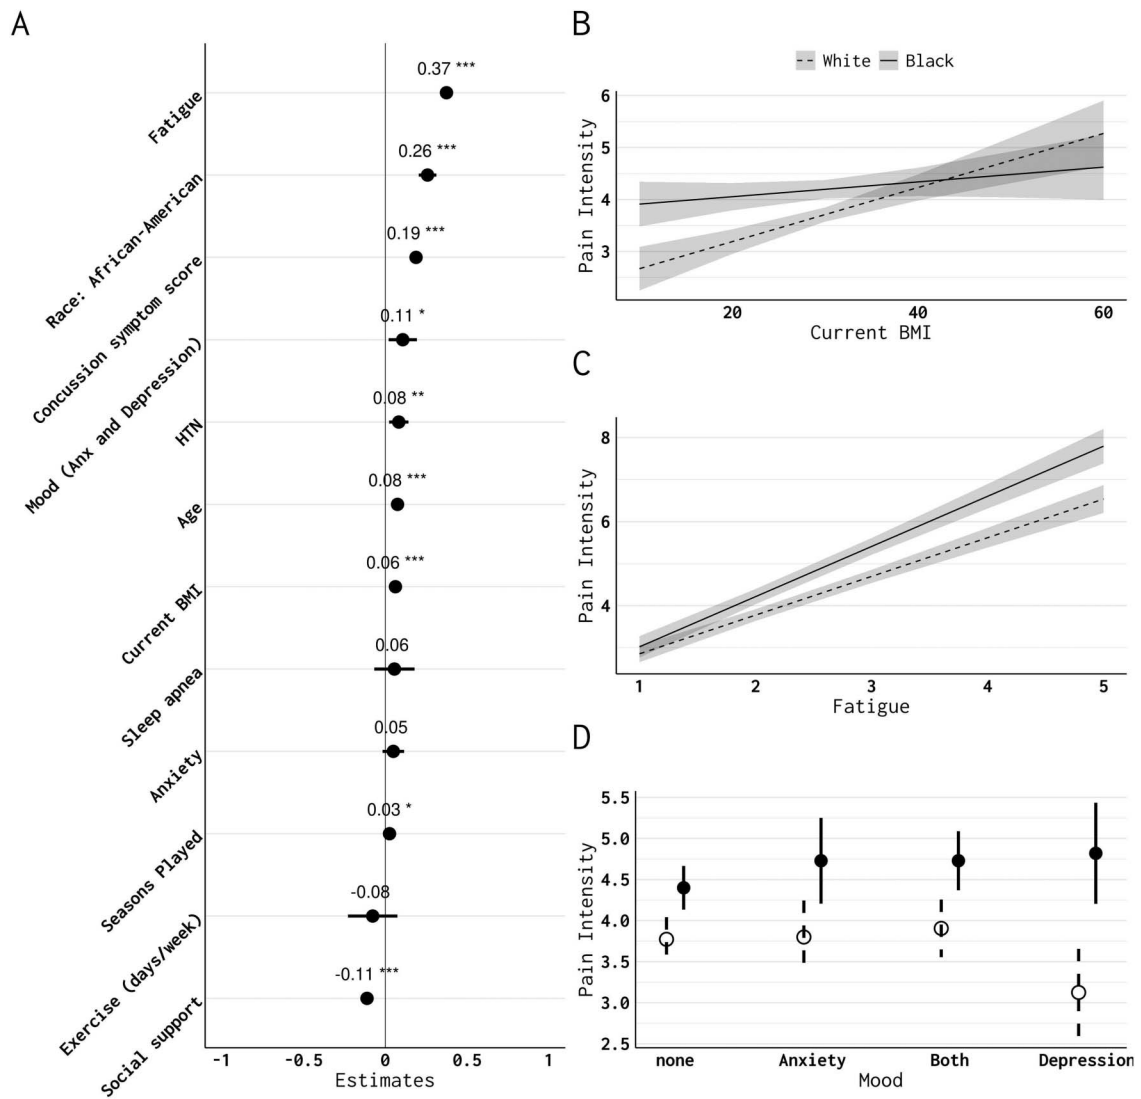 A
0.37 ***
Fatigue
0.26 ***
Race: African-American
0.19 ***
Concussion symptom score
0.11 *
Mood (Anx and Depression)
0.08 **
HTN
0.08 ***
Age
0.06 ***
Current BMI
0.06
Sleep apnea
0.05
Anxiety
0.03 *
Seasons Played
-0.08
Exercise (days/week)
-0.11 ***
Social support
-1 -0.5 0 0.5 1
Estimates
B
White Black
6
5
4
3
Pain Intensity
20 40 60
Current BMI
C
8
6
4
Pain Intensity
1 2 3 4 5
Fatigue
D
5.5
5.0
4.5
4.0
3.5
3.0
2.5
Pain Intensity
none Anxiety Both Depression
Mood